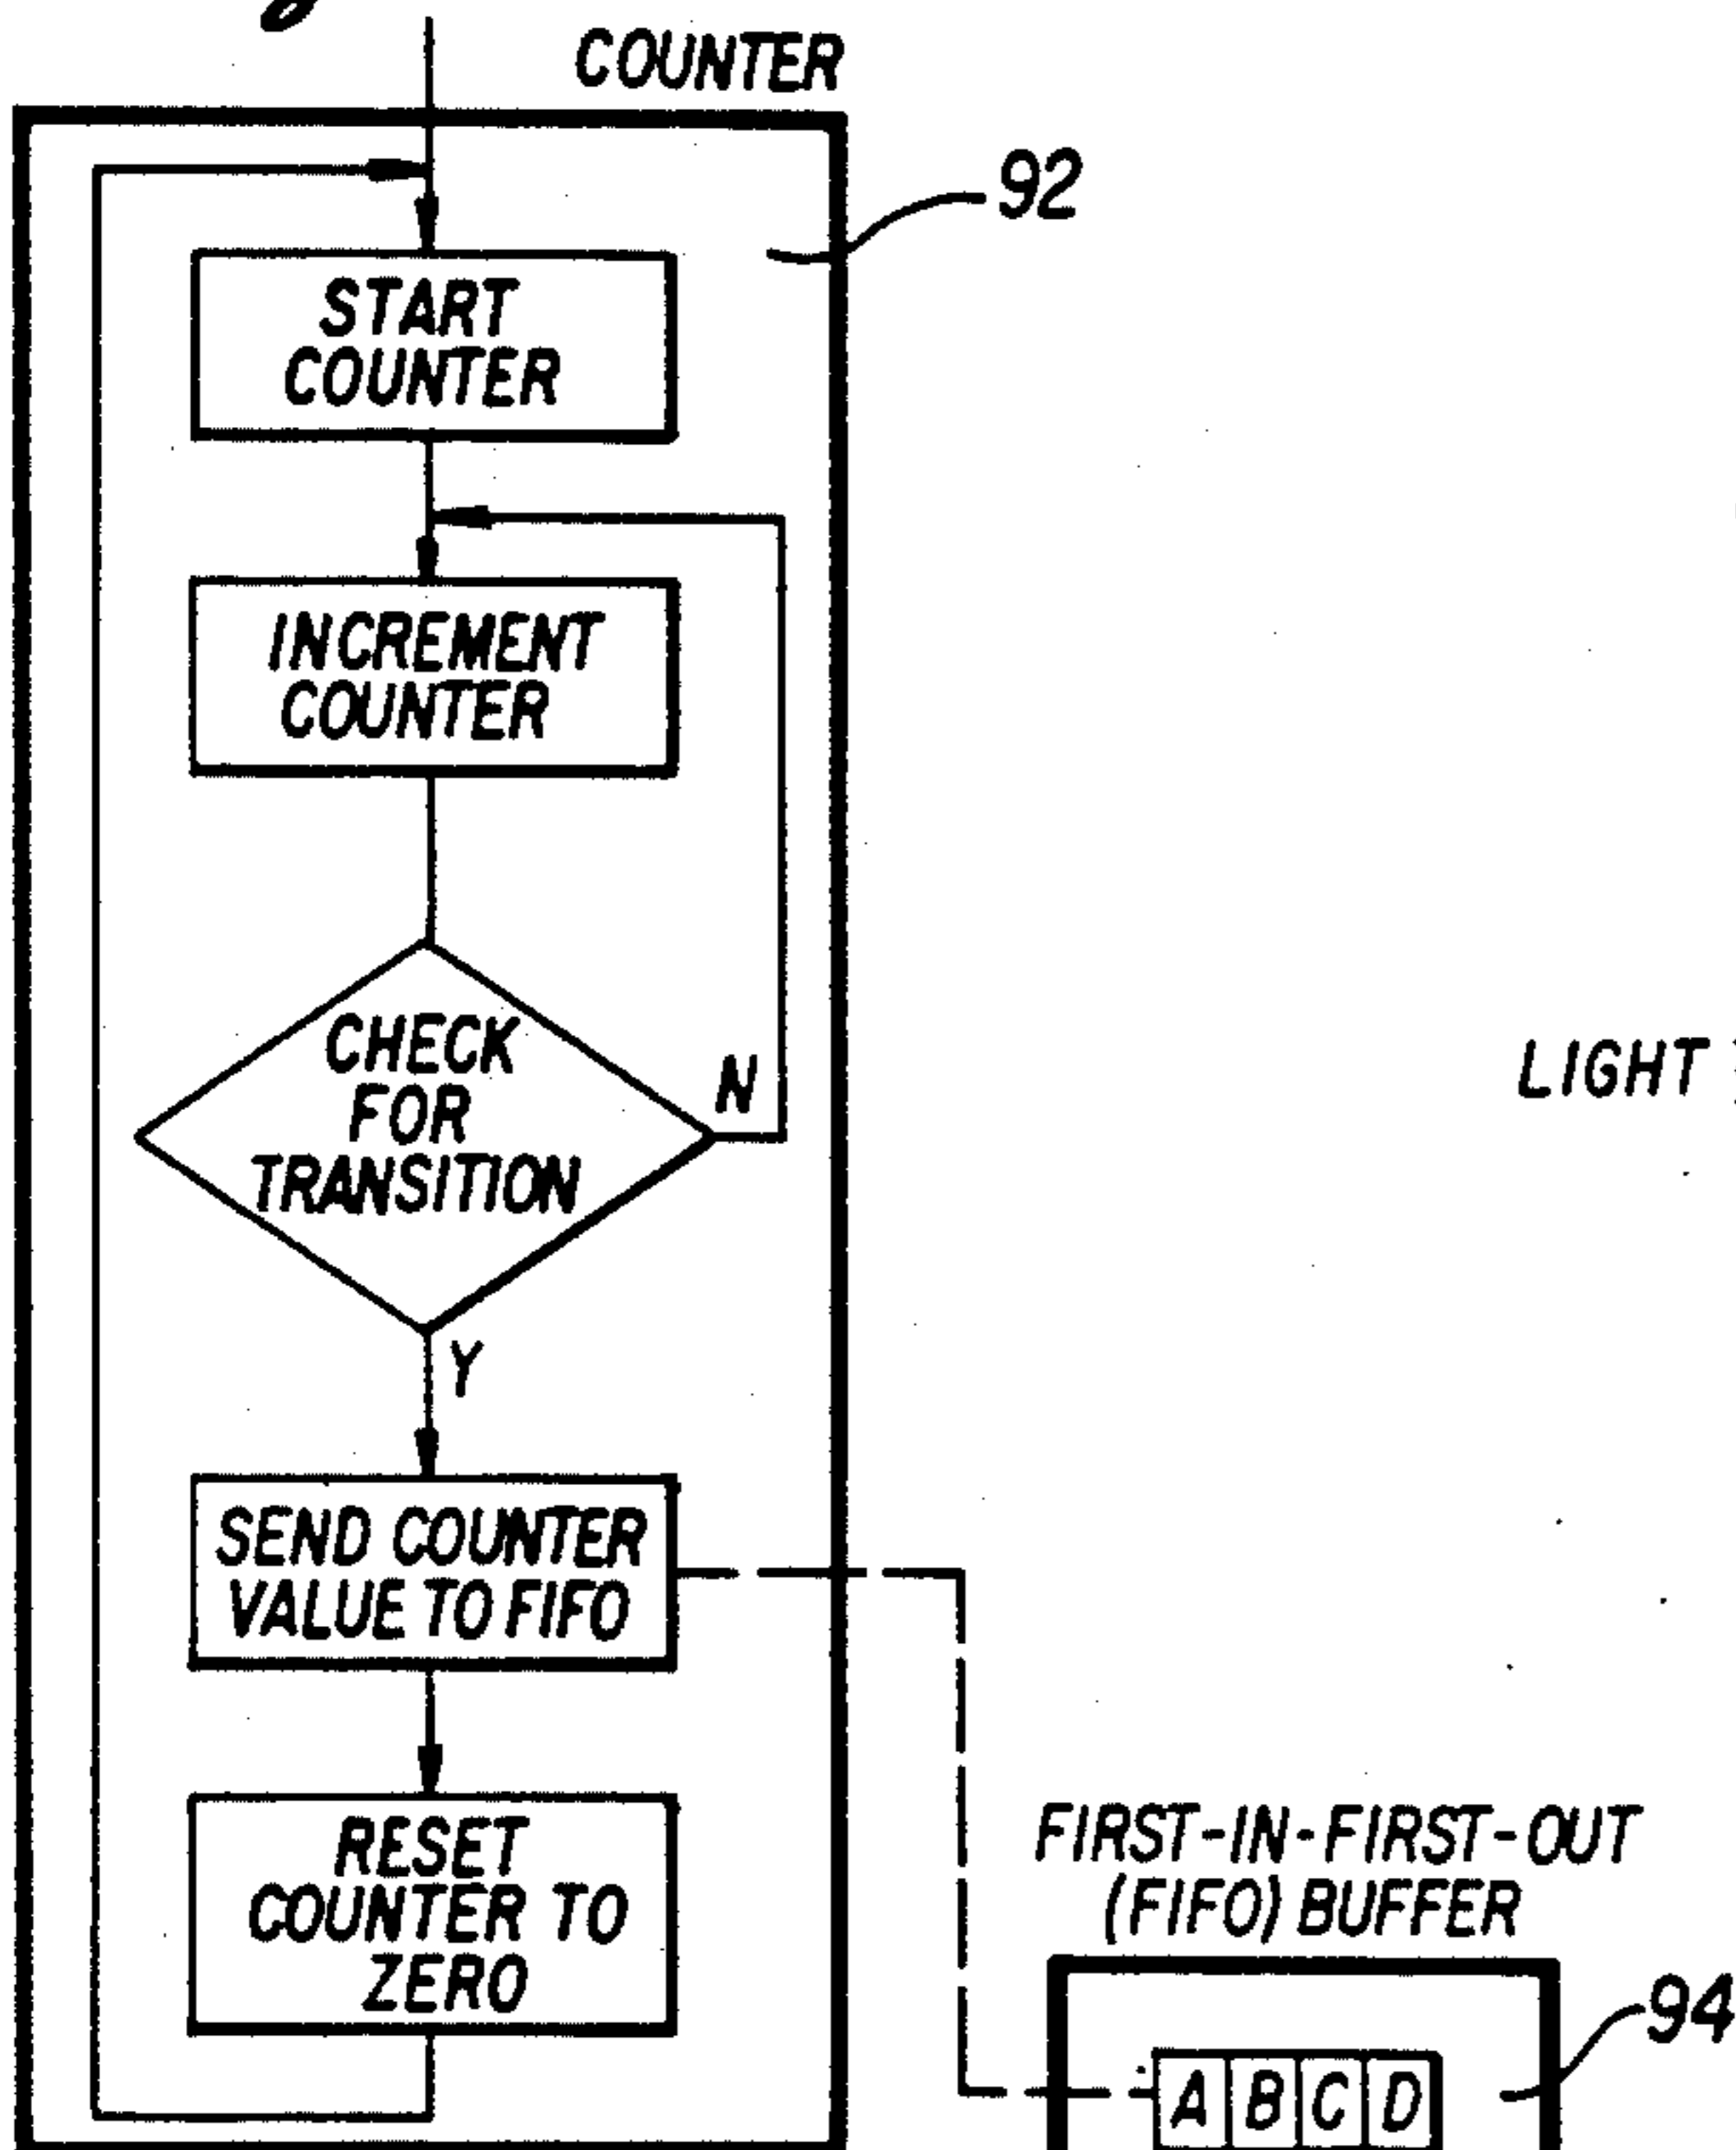 COUNTER
92
START
COUNTER
INCREMENT
COUNTER
CHECK
FOR
TRANSITION
N
Y
SEND COUNTER
VALUE TO FIFO
RESET
COUNTER TO
ZERO
LIGHT
FIRST-IN-FIRST-OUT
(FIFO) BUFFER
94
A B C D